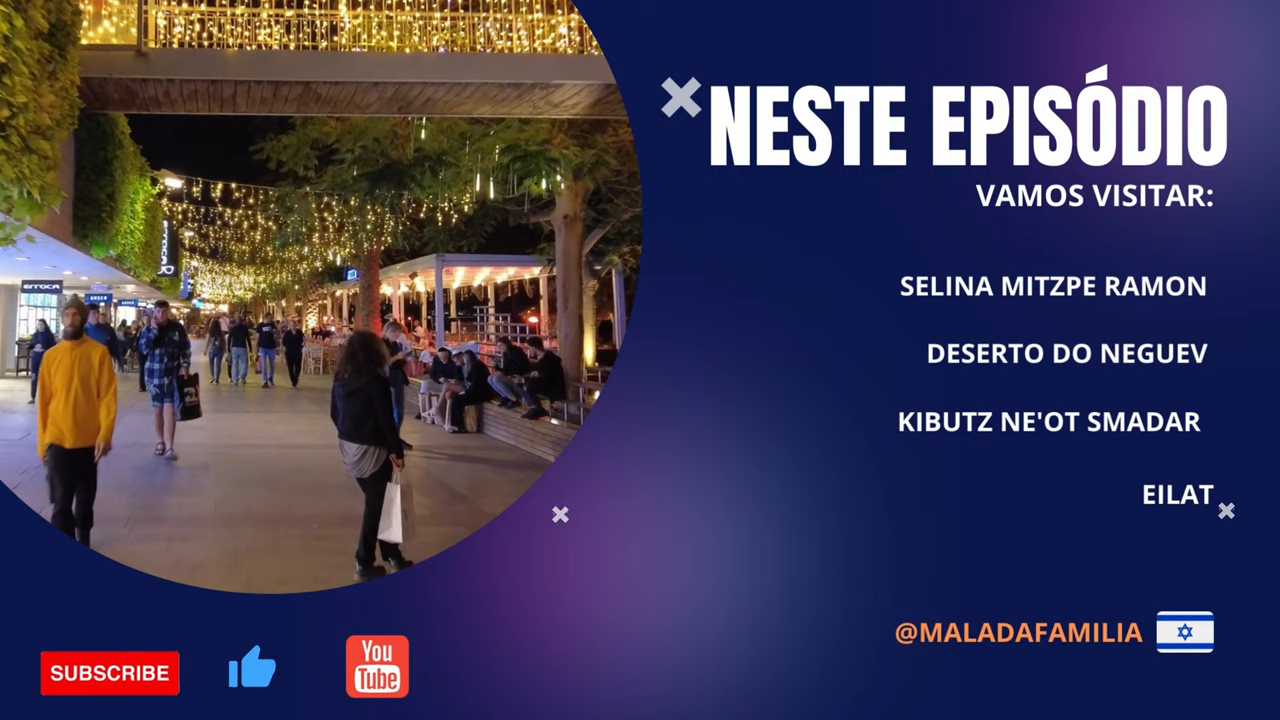 NESTE EPISÓDIO
VAMOS VISITAR:
SELINA MITZPE RAMON
DESERTO DO NEGUEV
KIBUTZ NE'OT SMADAR
EILAT
@MALADAFAMILIA
SUBSCRIBE
You
Tube
ERROCA